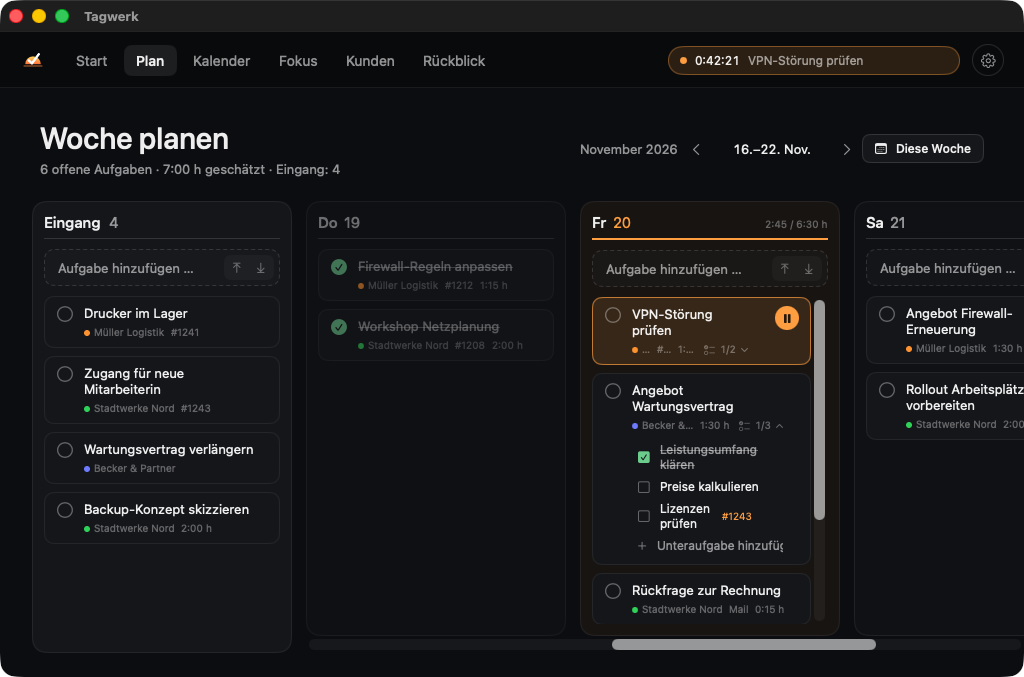 Tagwerk
Start
Plan
Kalender
Fokus
Kunden
Rückblick
0:42:21 VPN-Störung prüfen
Woche planen
6 offene Aufgaben · 7:00 h geschätzt · Eingang: 4
November 2026
16.–22. Nov.
Diese Woche
Eingang 4
Aufgabe hinzufügen ...
Drucker im Lager
Müller Logistik #1241
Zugang für neue
Mitarbeiterin
Stadtwerke Nord #1243
Wartungsvertrag verlängern
Becker & Partner
Backup-Konzept skizzieren
Stadtwerke Nord 2:00 h
Do 19
Firewall-Regeln anpassen
Müller Logistik #1212 1:15 h
Workshop Netzplanung
Stadtwerke Nord #1208 2:00 h
Fr 20
2:45 / 6:30 h
Aufgabe hinzufügen ...
VPN-Störung
prüfen
... #... 1:... 1/2
Angebot
Wartungsvertrag
Becker &... 1:30 h 1/3
Leistungsumfang
klären
Preise kalkulieren
Lizenzen
prüfen
#1243
+ Unteraufgabe hinzufüg
Rückfrage zur Rechnung
Stadtwerke Nord Mail 0:15 h
Sa 21
Aufgabe hinzufügen ...
Angebot Firewall-
Erneuerung
Müller Logistik 1:30 h
Rollout Arbeitsplätz
vorbereiten
Stadtwerke Nord 2:00